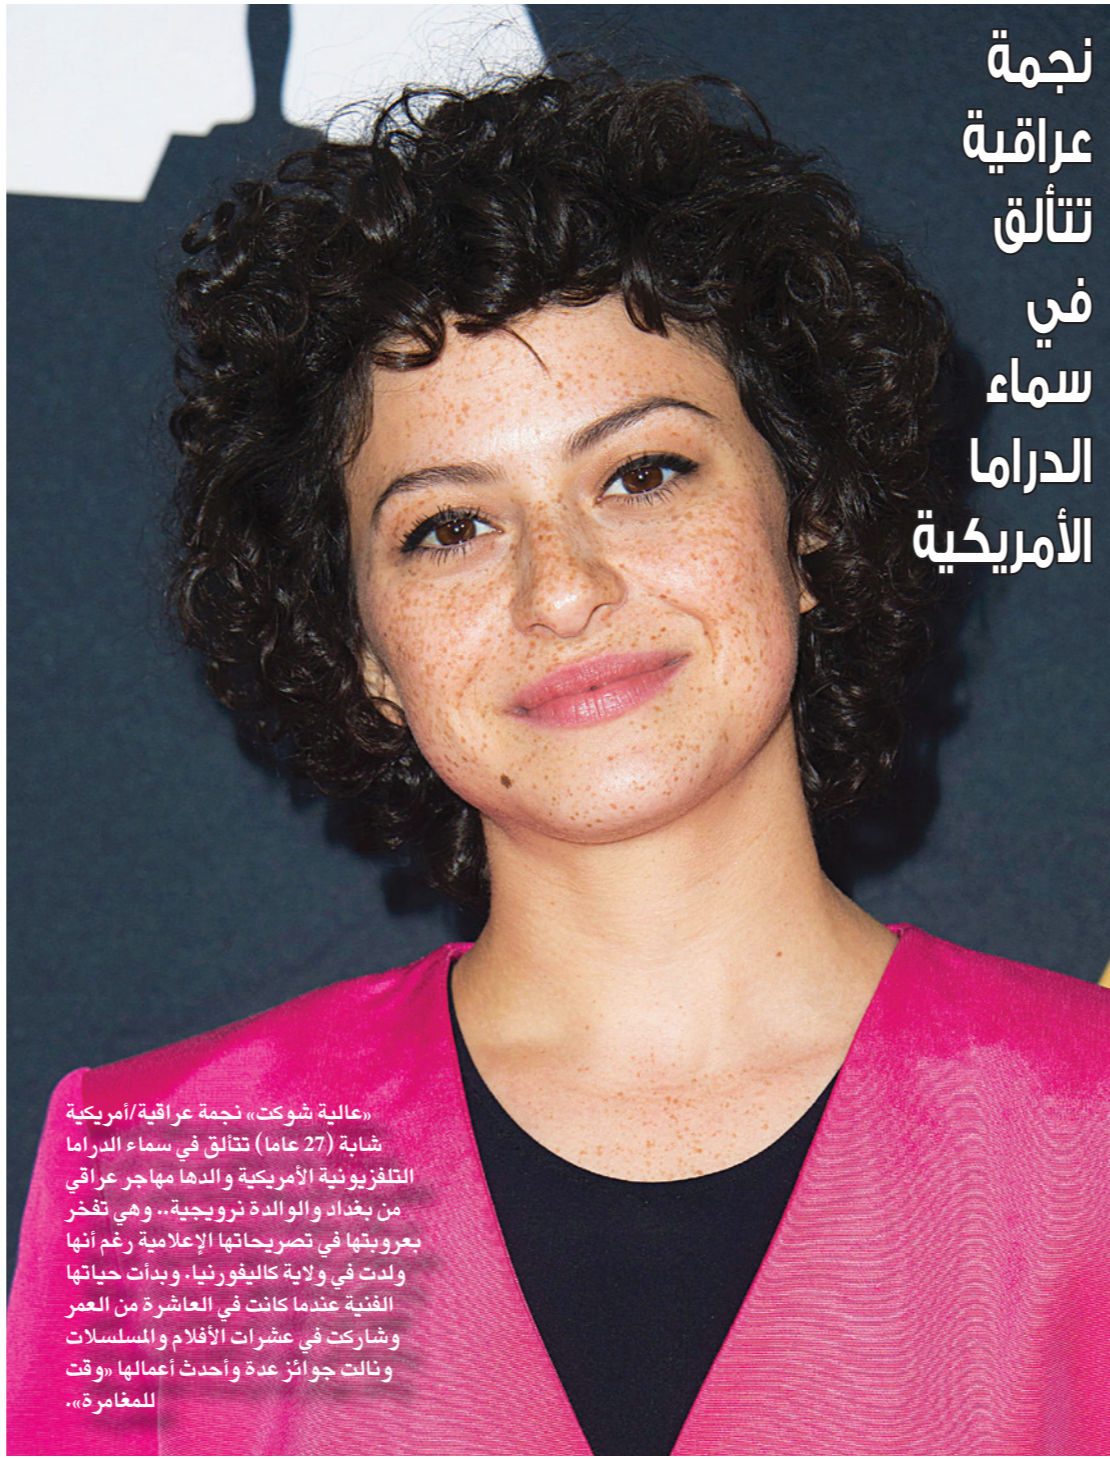 نجمة
عراقية
تتألق
في
سماء
الدراما
الأمريكية
«عالية شوكت» نجمة عراقية/أمريكية
شابة (27 عاما) تتألق في سماء الدراما
التلفزيونية الأمريكية والدها مهاجر عراقي
من بغداد والوالدة نرويجية.. وهي تفخر
بعروبتها في تصريحاتها الإعلامية رغم أنها
ولدت في ولاية كاليفورنيا. وبدأت حياتها
الفنية عندما كانت في العاشرة من العمر
وشاركت في عشرات الأفلام والمسلسلات
ونالت جوائز عدة وأحدث أعمالها «وقت
للمغامرة».